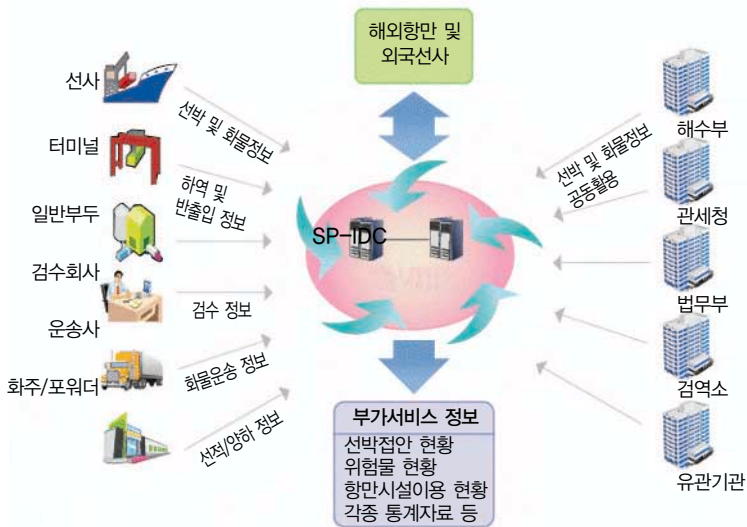 해외항만 및
외국선사
선사
선박 및 화물정보
터미널
하역 및
반출입 정보
일반부두
검수회사
검수 정보
운송사
화물운송 정보
화주/포워더
선적/양하 정보
SP-IDC
해수부
선박 및 화물정보
공동활용
관세청
법무부
검역소
유관기관
부가서비스 정보
선박접안 현황
위험물 현황
항만시설이용 현황
각종 통계자료 등